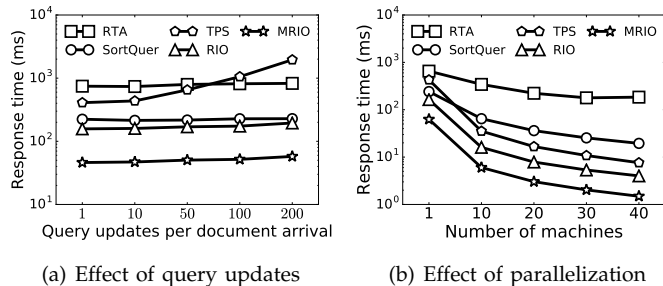 RTA TPS MRIO
SortQuer RIO
Response time (ms)
10^4
10^3
10^2
10^1
1 10 50 100 200
Query updates per document arrival
(a) Effect of query updates
RTA TPS MRIO
SortQuer RIO
Response time (ms)
10^4
10^3
10^2
10^1
10^0
1 10 20 30 40
Number of machines
(b) Effect of parallelization